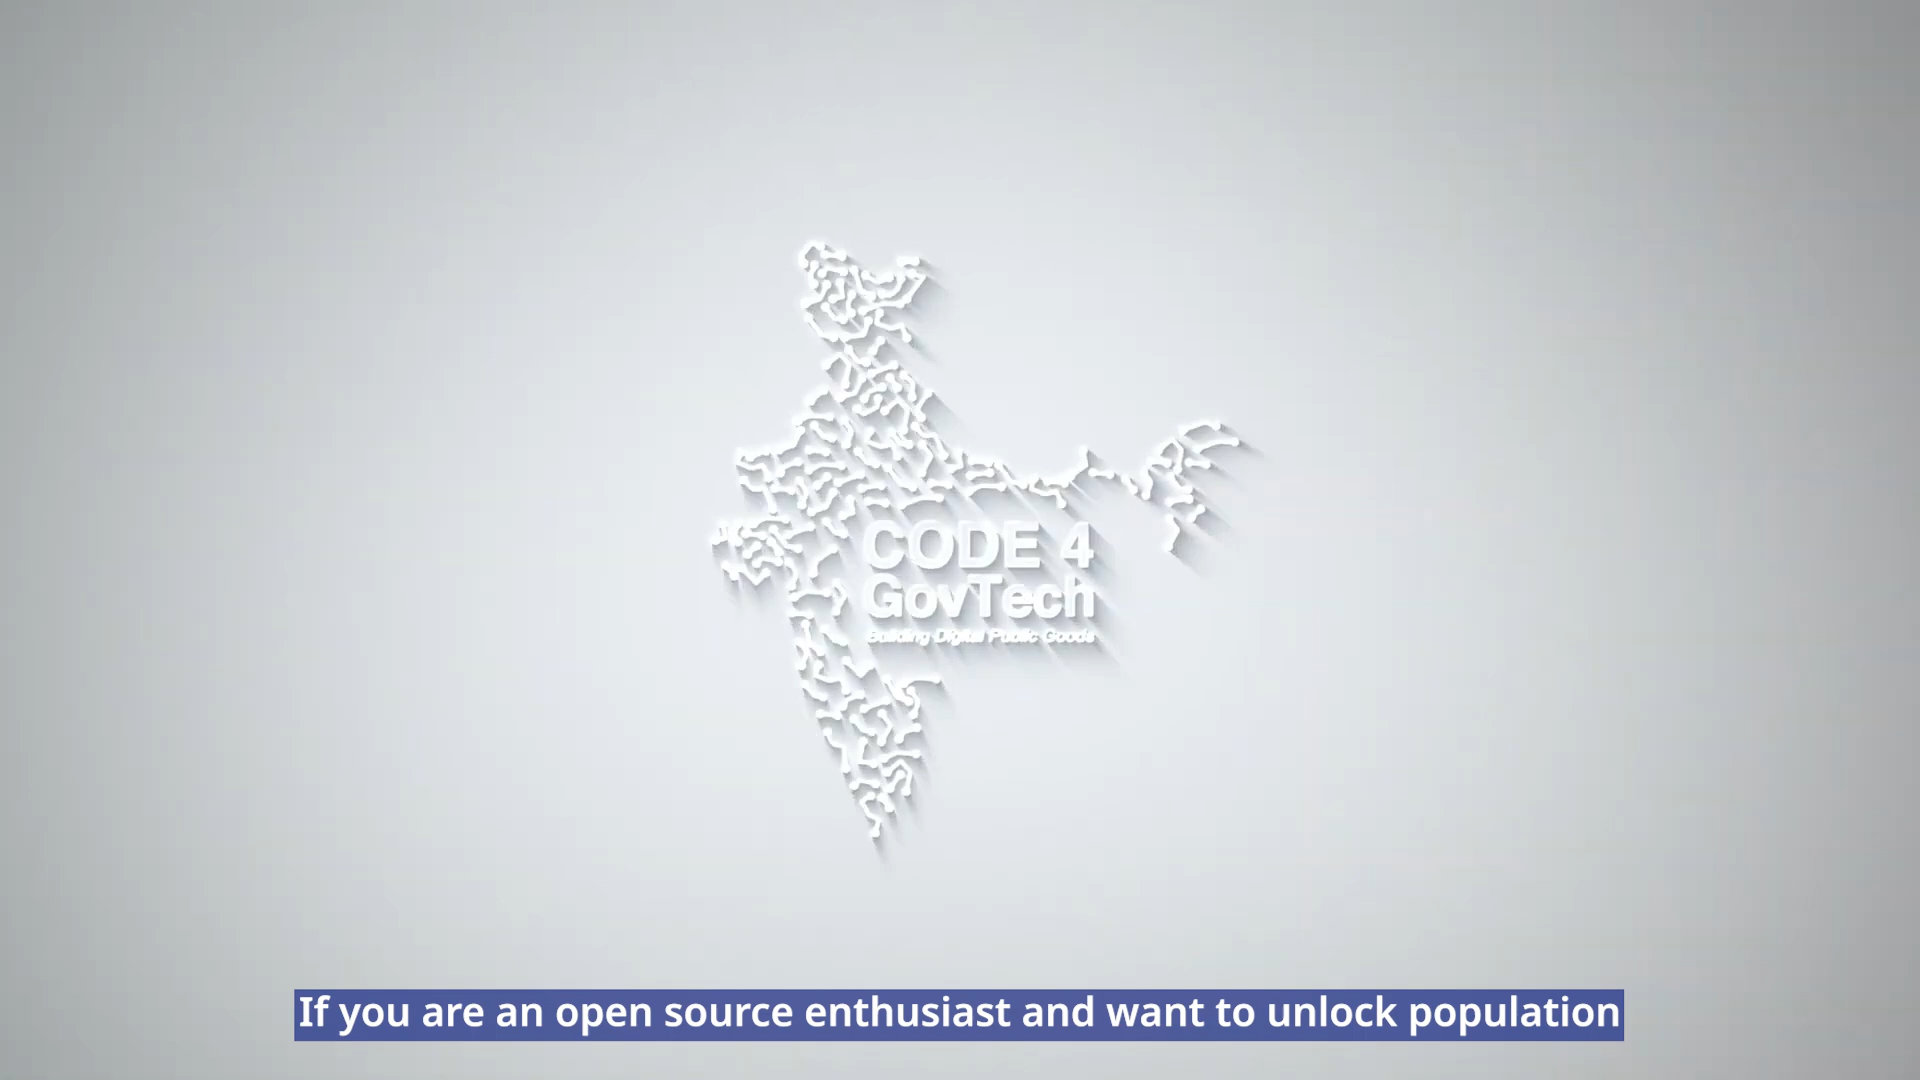 CODE 4
GovTech
Building Digital Public Goods
If you are an open source enthusiast and want to unlock population